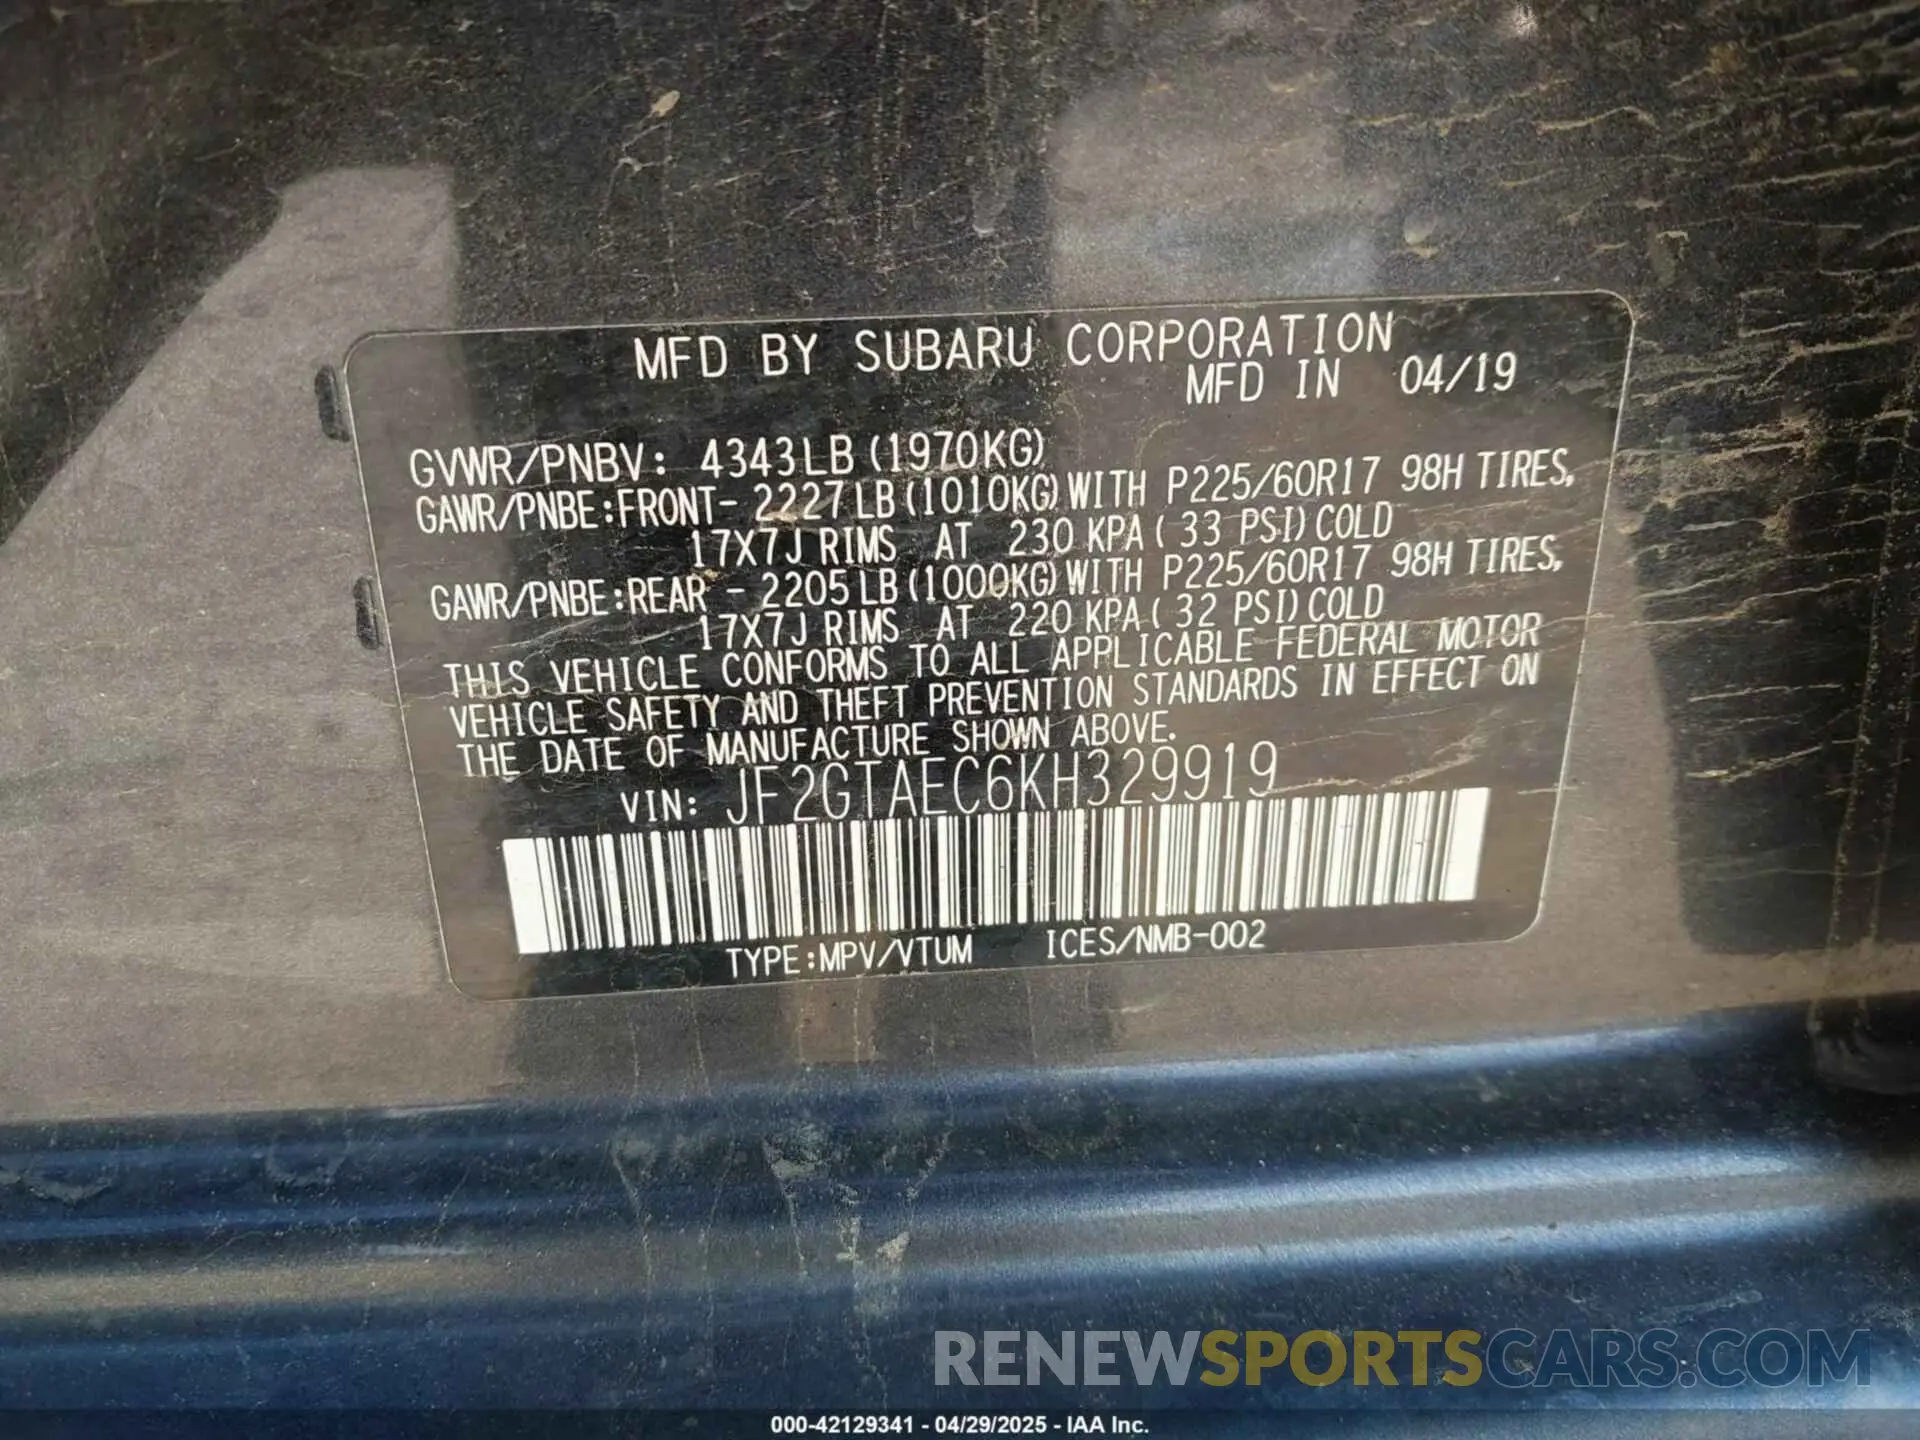 MFD BY SUBARU CORPORATION
MFD IN 04/19
GVWR/PNBV: 4343LB (1970KG)
GAWR/PNBE:FRONT- 2227LB (1010KG) WITH P225/60R17 98H TIRES,
17X7J RIMS AT 230 KPA ( 33 PSI) COLD
GAWR/PNBE:REAR - 2205LB (1000KG) WITH P225/60R17 98H TIRES,
17X7J RIMS AT 220 KPA ( 32 PSI) COLD
THIS VEHICLE CONFORMS TO ALL APPLICABLE FEDERAL MOTOR
VEHICLE SAFETY AND THEFT PREVENTION STANDARDS IN EFFECT ON
THE DATE OF MANUFACTURE SHOWN ABOVE.
VIN: JF2GTAEC6KH329919
TYPE:MPV/VTUM ICES/NMB-002
RENEWSPORTSCARS.COM
000-42129341 - 04/29/2025 - IAA Inc.